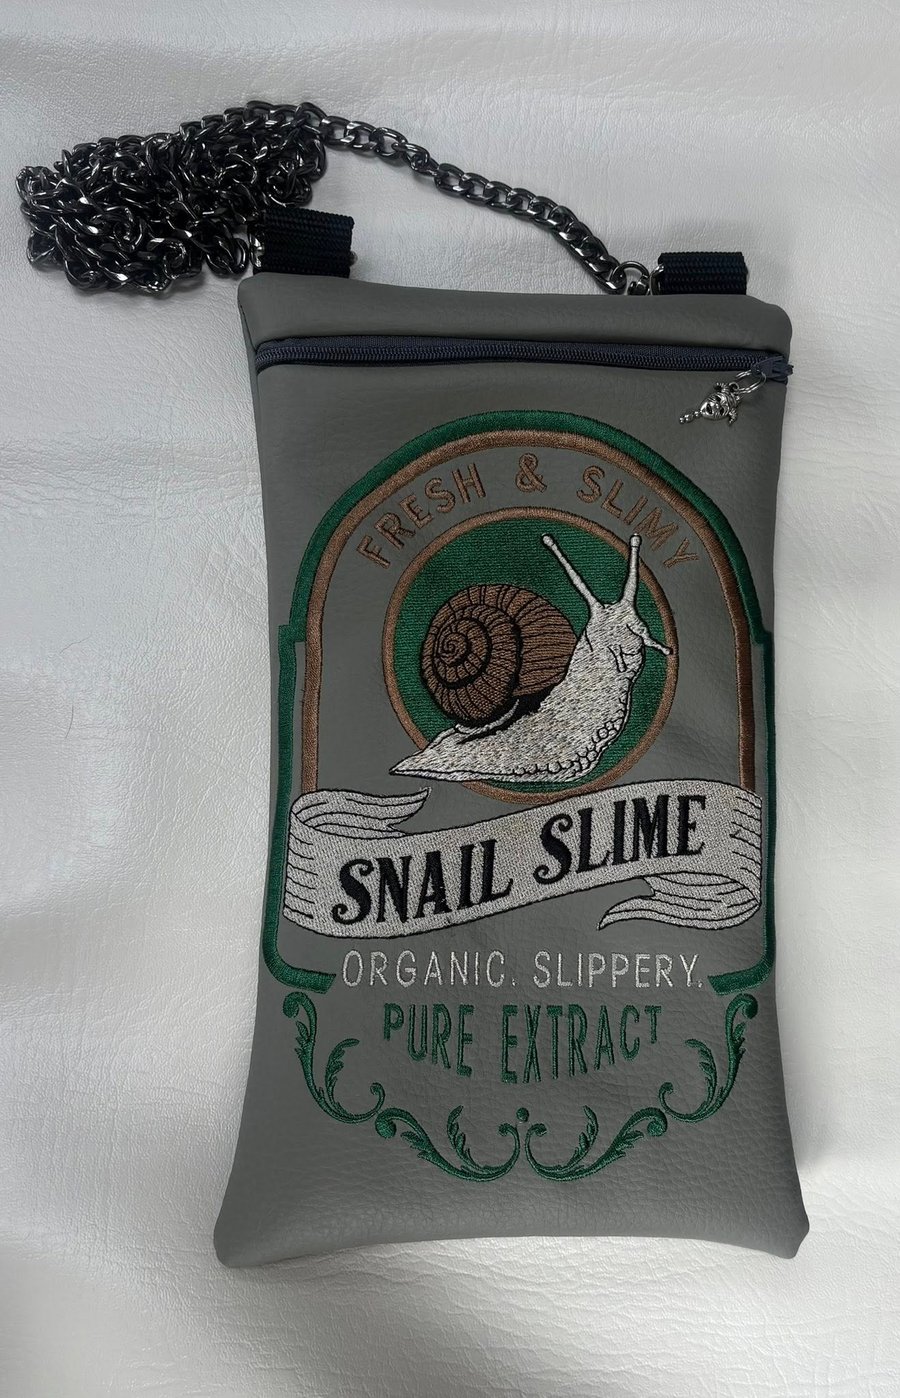 FRESH & SLIMY
SNAIL SLIME
ORGANIC. SLIPPERY.
PURE EXTRACT